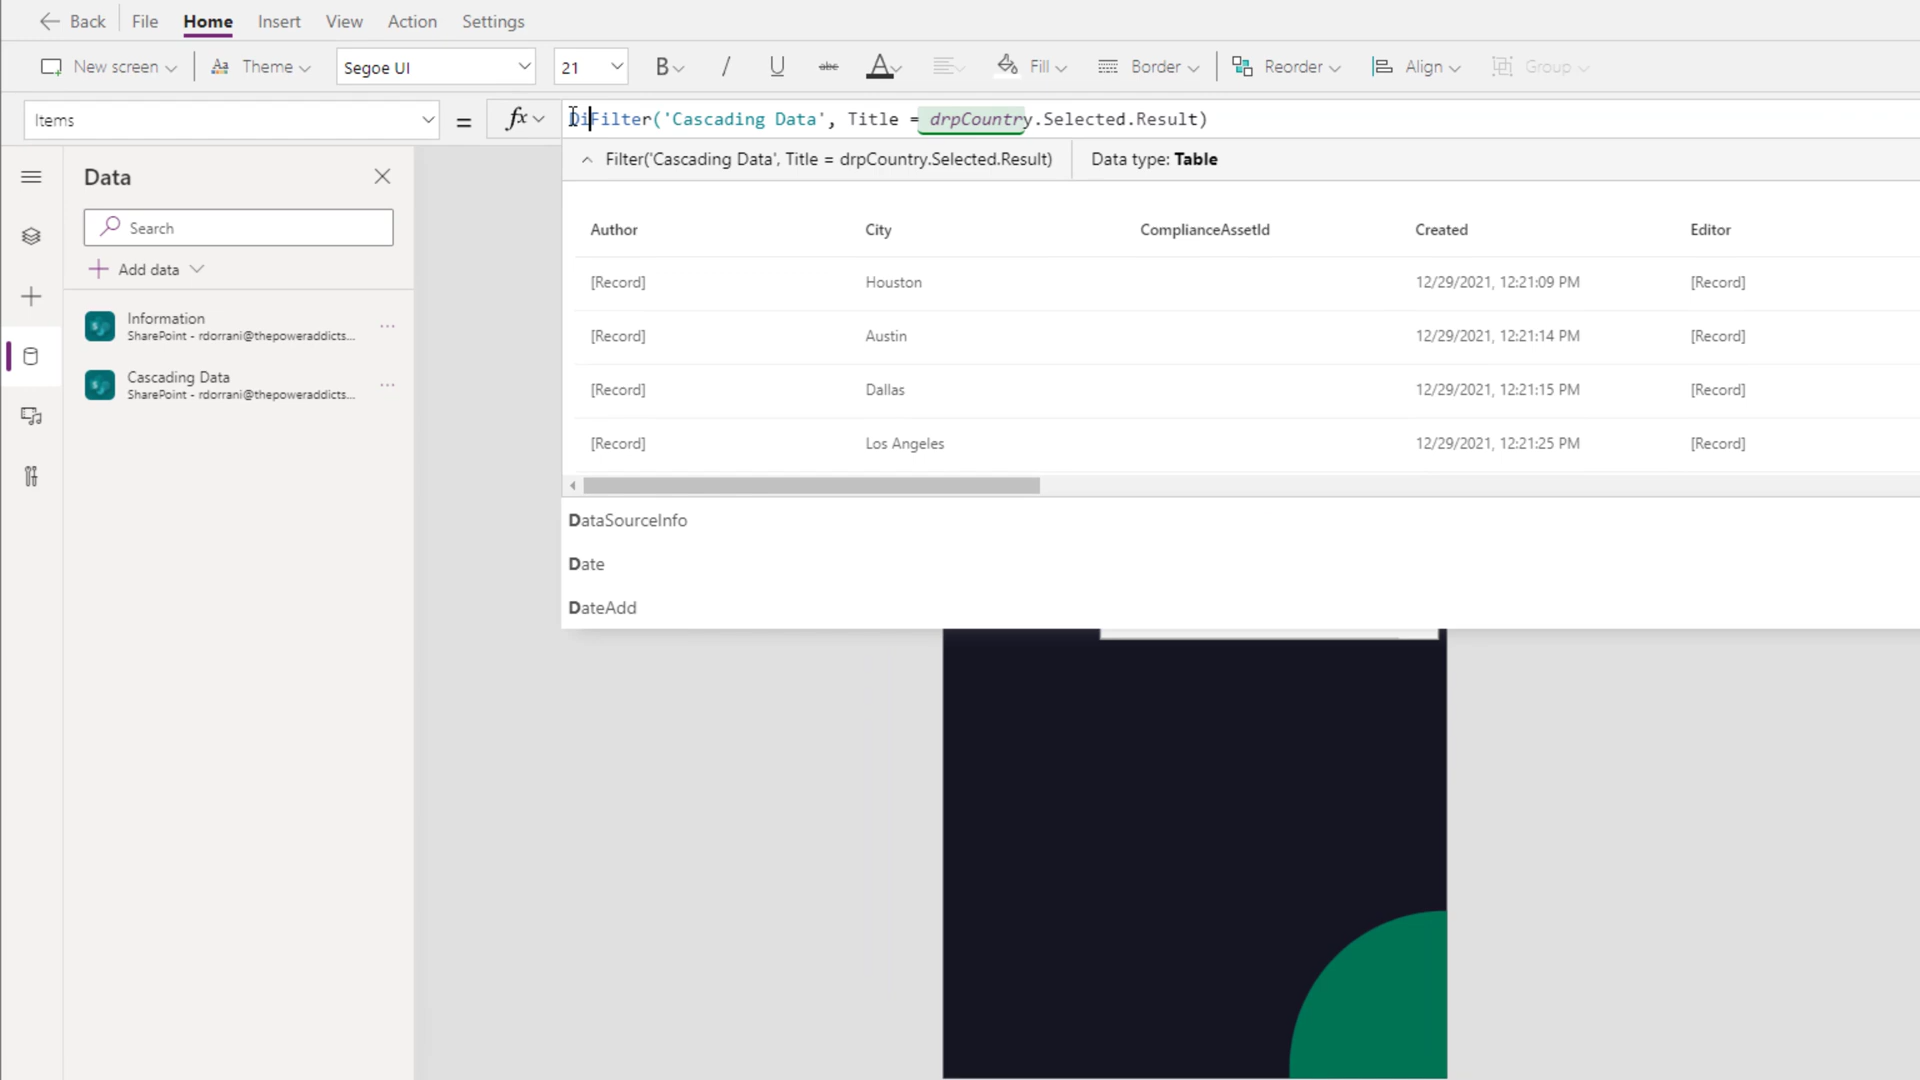 Back File Home Insert View Action Settings
New screen Aa Theme Segoe UI 21 B / U abc A Fill Border Reorder Align Group
Items = fx DiFilter('Cascading Data', Title = drpCountry.Selected.Result)
Filter('Cascading Data', Title = drpCountry.Selected.Result) Data type: Table
Data
Search
Add data
Information
SharePoint - rdorrani@thepoweraddicts...
Cascading Data
SharePoint - rdorrani@thepoweraddicts...
Author City ComplianceAssetId Created Editor
[Record] Houston 12/29/2021, 12:21:09 PM [Record]
[Record] Austin 12/29/2021, 12:21:14 PM [Record]
[Record] Dallas 12/29/2021, 12:21:15 PM [Record]
[Record] Los Angeles 12/29/2021, 12:21:25 PM [Record]
DataSourceInfo
Date
DateAdd